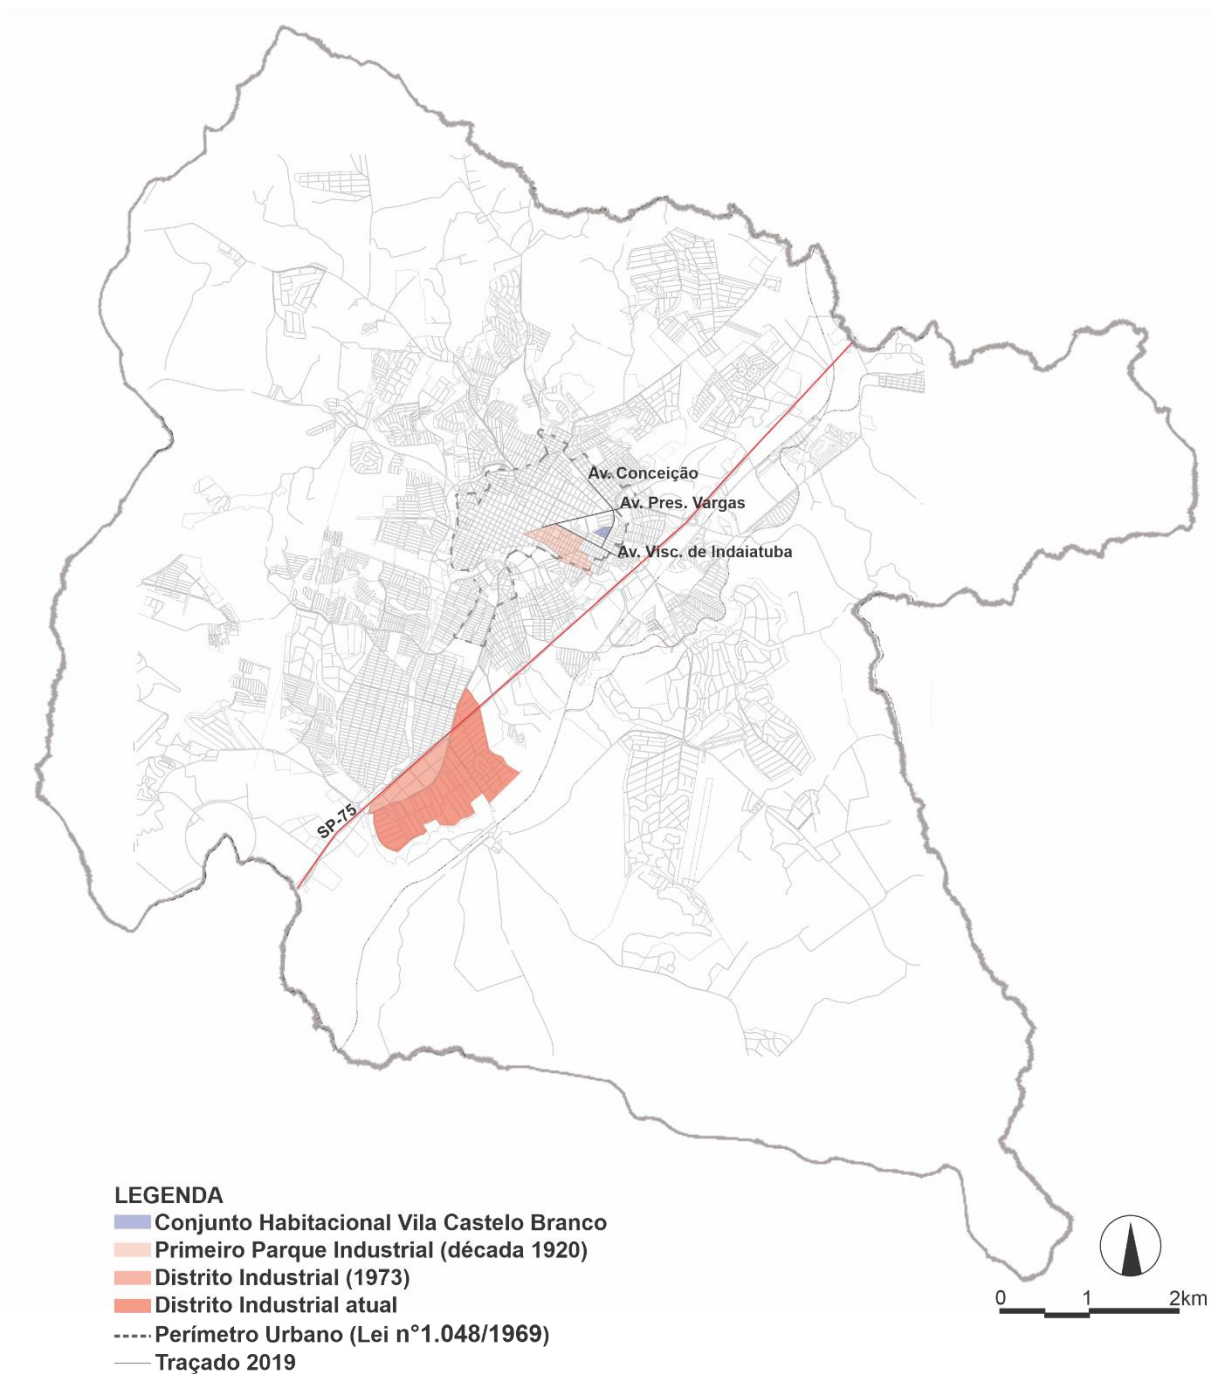 Av. Conceição
Av. Pres. Vargas
Av. Visc. de Indaiatuba
SP-75
LEGENDA
Conjunto Habitacional Vila Castelo Branco
Primeiro Parque Industrial (década 1920)
Distrito Industrial (1973)
Distrito Industrial atual
Perímetro Urbano (Lei n°1.048/1969)
Traçado 2019
0 1 2km